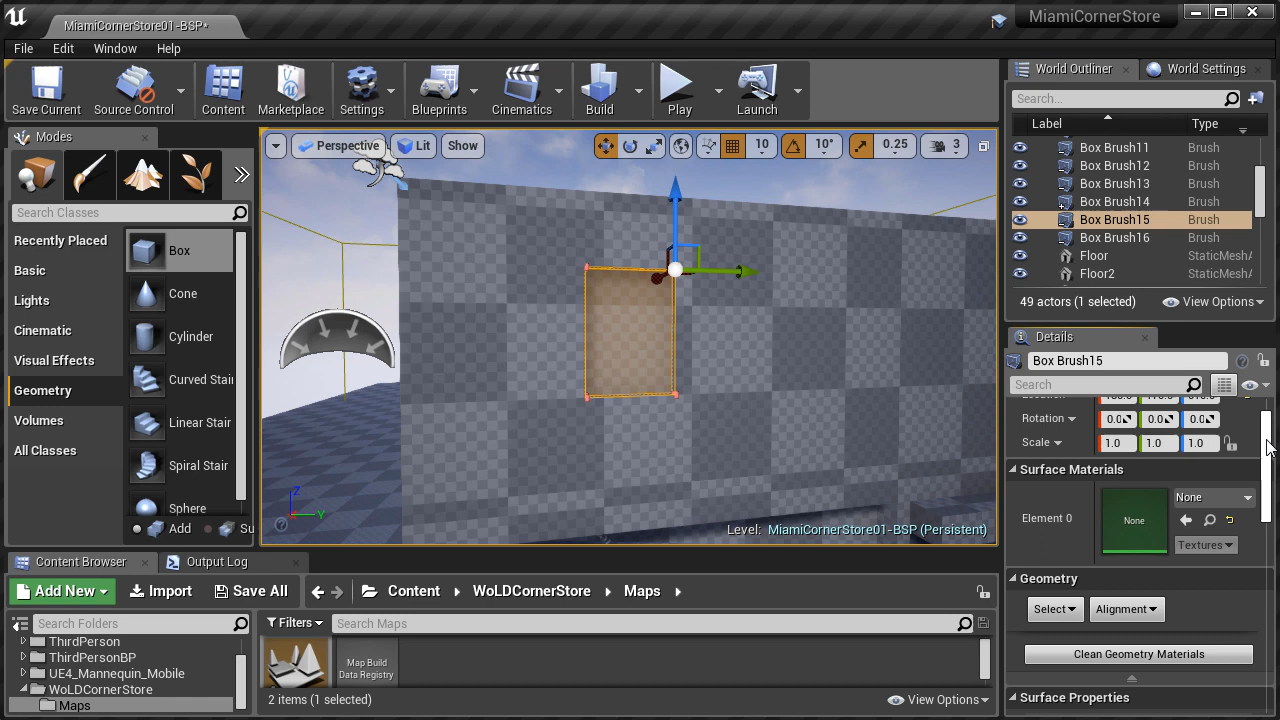 MiamiCornerStore01-BSP*
MiamiCornerStore
File Edit Window Help
Save Current
Source Control
Content
Marketplace
Settings
Blueprints
Cinematics
Build
Play
Launch
World Outliner
World Settings
Search...
Label Type
Box Brush11 Brush
Box Brush12 Brush
Box Brush13 Brush
Box Brush14 Brush
Box Brush15 Brush
Box Brush16 Brush
Floor StaticMeshA
Floor2 StaticMeshA
49 actors (1 selected)
View Options
Modes
Search Classes
Recently Placed
Basic
Lights
Cinematic
Visual Effects
Geometry
Volumes
All Classes
Box
Cone
Cylinder
Curved Stair
Linear Stair
Spiral Stair
Sphere
Add Su
Perspective Lit Show
10 10° 0.25 3
Z
X Y
Level: MiamiCornerStore01-BSP (Persistent)
Details
Box Brush15
Search
Rotation 0.0 0.0 0.0
Scale 1.0 1.0 1.0
Surface Materials
Element 0
None
None
Textures
Geometry
Select Alignment
Clean Geometry Materials
Surface Properties
Content Browser
Output Log
Add New Import Save All
Content WoLDCornerStore Maps
Search Folders
ThirdPerson
ThirdPersonBP
UE4_Mannequin_Mobile
WoLDCornerStore
Maps
Filters
Search Maps
Map Build
Data Registry
2 items (1 selected)
View Options